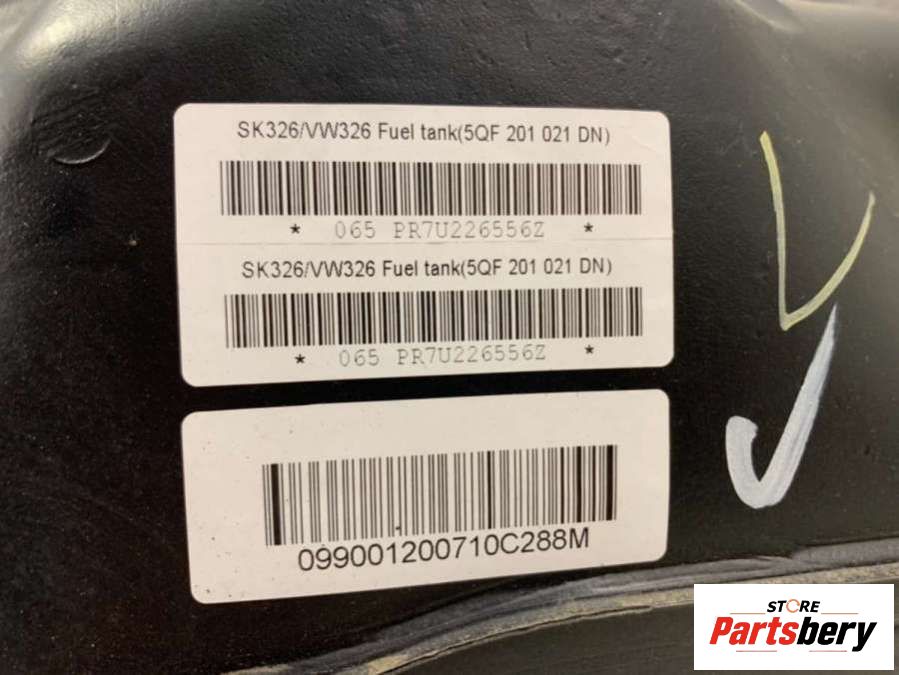 SK326/VW326 Fuel tank(5QF 201 021 DN)
* 065 PR7U226556Z *
SK326/VW326 Fuel tank(5QF 201 021 DN)
* 065 PR7U226556Z *
099001200710C288M
STORE
Partsbery